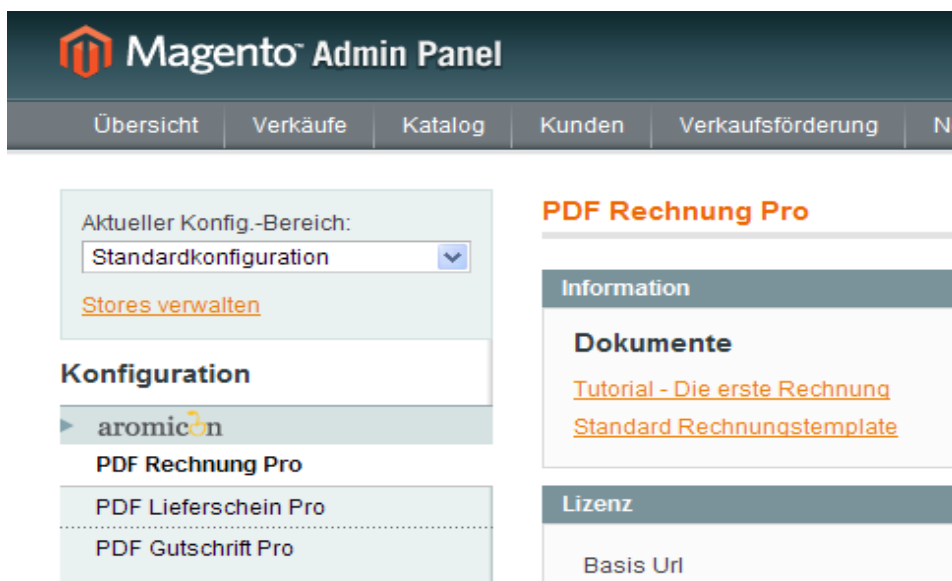 Magento™ Admin Panel
Übersicht Verkäufe Katalog Kunden Verkaufsförderung N
Aktueller Konfig.-Bereich:
Standardkonfiguration
Stores verwalten
Konfiguration
aromicon
PDF Rechnung Pro
PDF Lieferschein Pro
PDF Gutschrift Pro
PDF Rechnung Pro
Information
Dokumente
Tutorial - Die erste Rechnung
Standard Rechnungstemplate
Lizenz
Basis Url